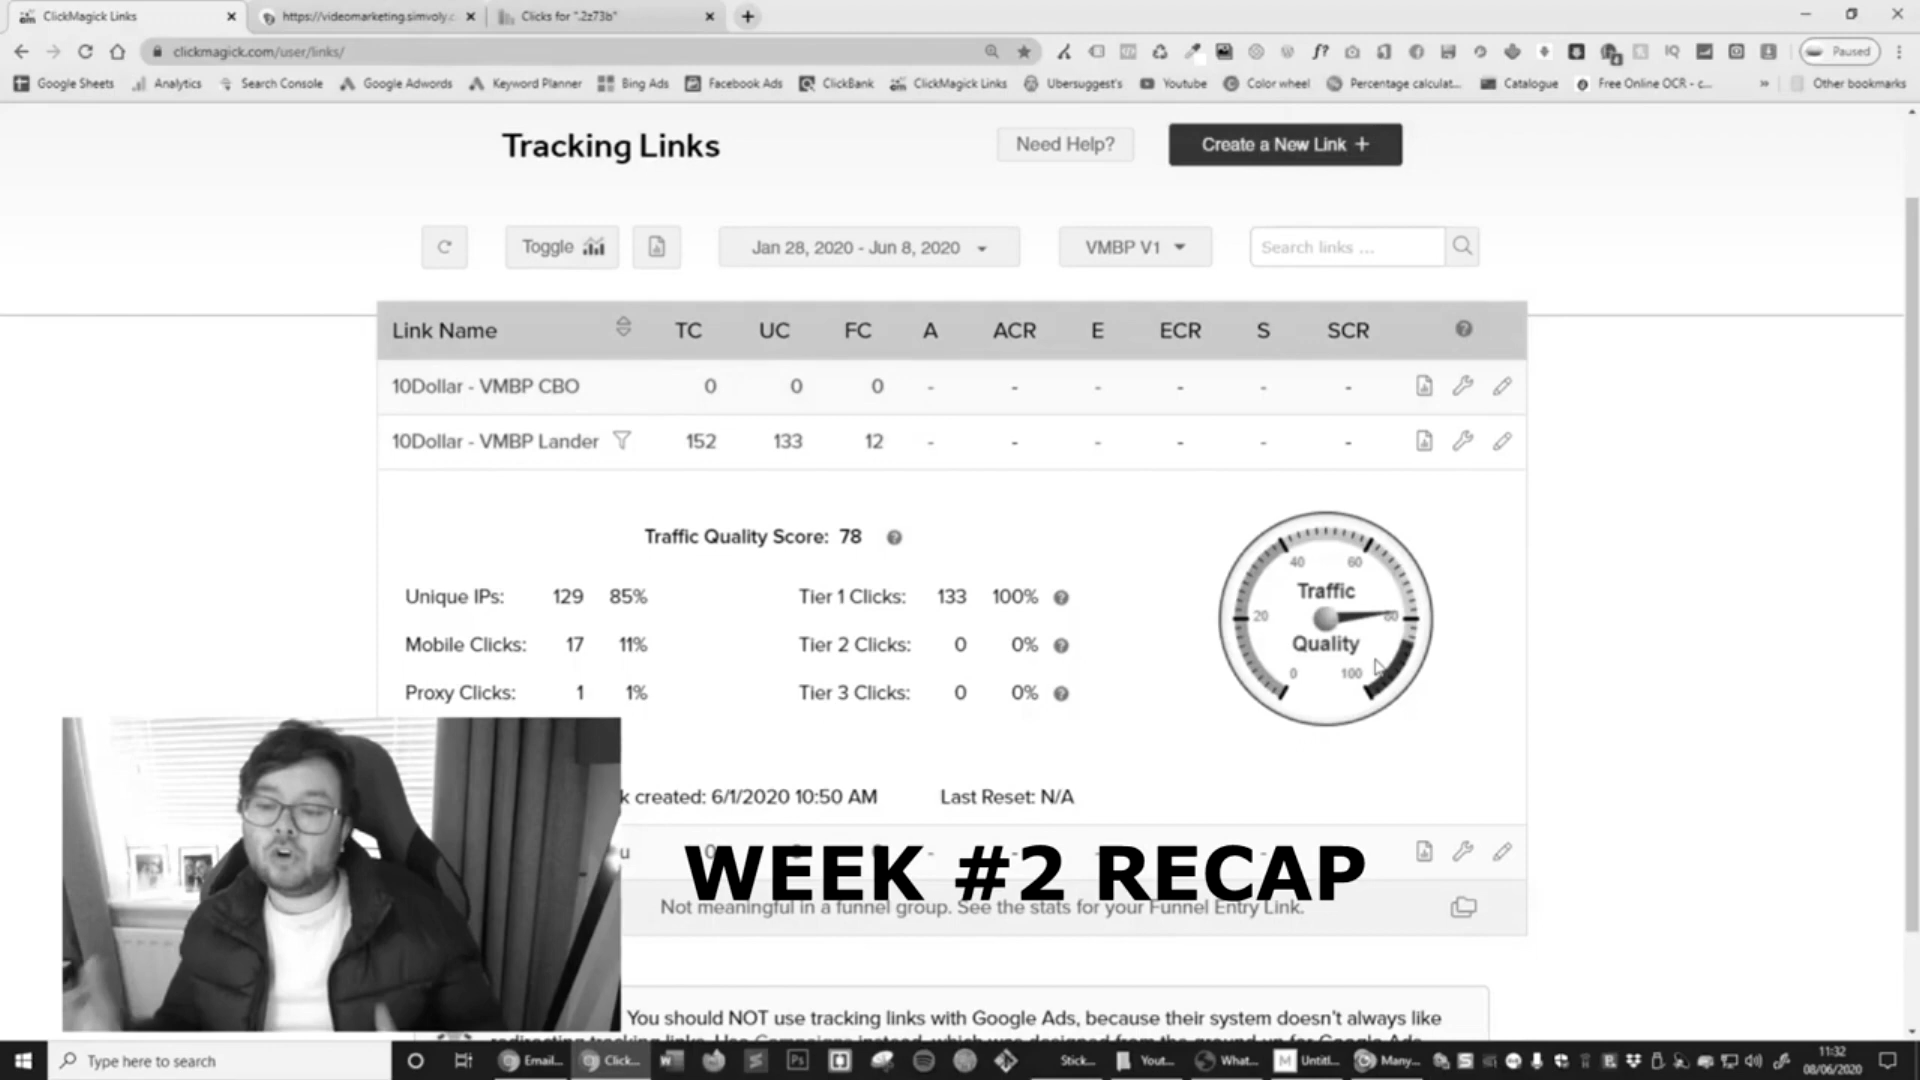 ClickMagick Links
https://videomarketing.simvoly.c
Clicks for ".2z73b"
clickmagick.com/user/links/
Paused
Google Sheets
Analytics
Search Console
Google Adwords
Keyword Planner
Bing Ads
Facebook Ads
ClickBank
ClickMagick Links
Ubersuggest's
Youtube
Color wheel
Percentage calculat...
Catalogue
Free Online OCR - c...
Other bookmarks
Tracking Links
Need Help?
Create a New Link +
Toggle
Jan 28, 2020 - Jun 8, 2020
VMBP V1
Search links ...
Link Name TC UC FC A ACR E ECR S SCR
10Dollar - VMBP CBO 0 0 0 - - - - - -
10Dollar - VMBP Lander 152 133 12 - - - - - -
Traffic Quality Score: 78
Unique IPs: 129 85%
Tier 1 Clicks: 133 100%
Mobile Clicks: 17 11%
Tier 2 Clicks: 0 0%
Proxy Clicks: 1 1%
Tier 3 Clicks: 0 0%
40 60
Traffic
20 80
Quality
0 100
k created: 6/1/2020 10:50 AM
Last Reset: N/A
u
WEEK #2 RECAP
Not meaningful in a funnel group. See the stats for your Funnel Entry Link.
You should NOT use tracking links with Google Ads, because their system doesn't always like
Type here to search
Email...
Click...
Stick...
Yout...
What...
Untitl...
Many...
11:32
08/06/2020